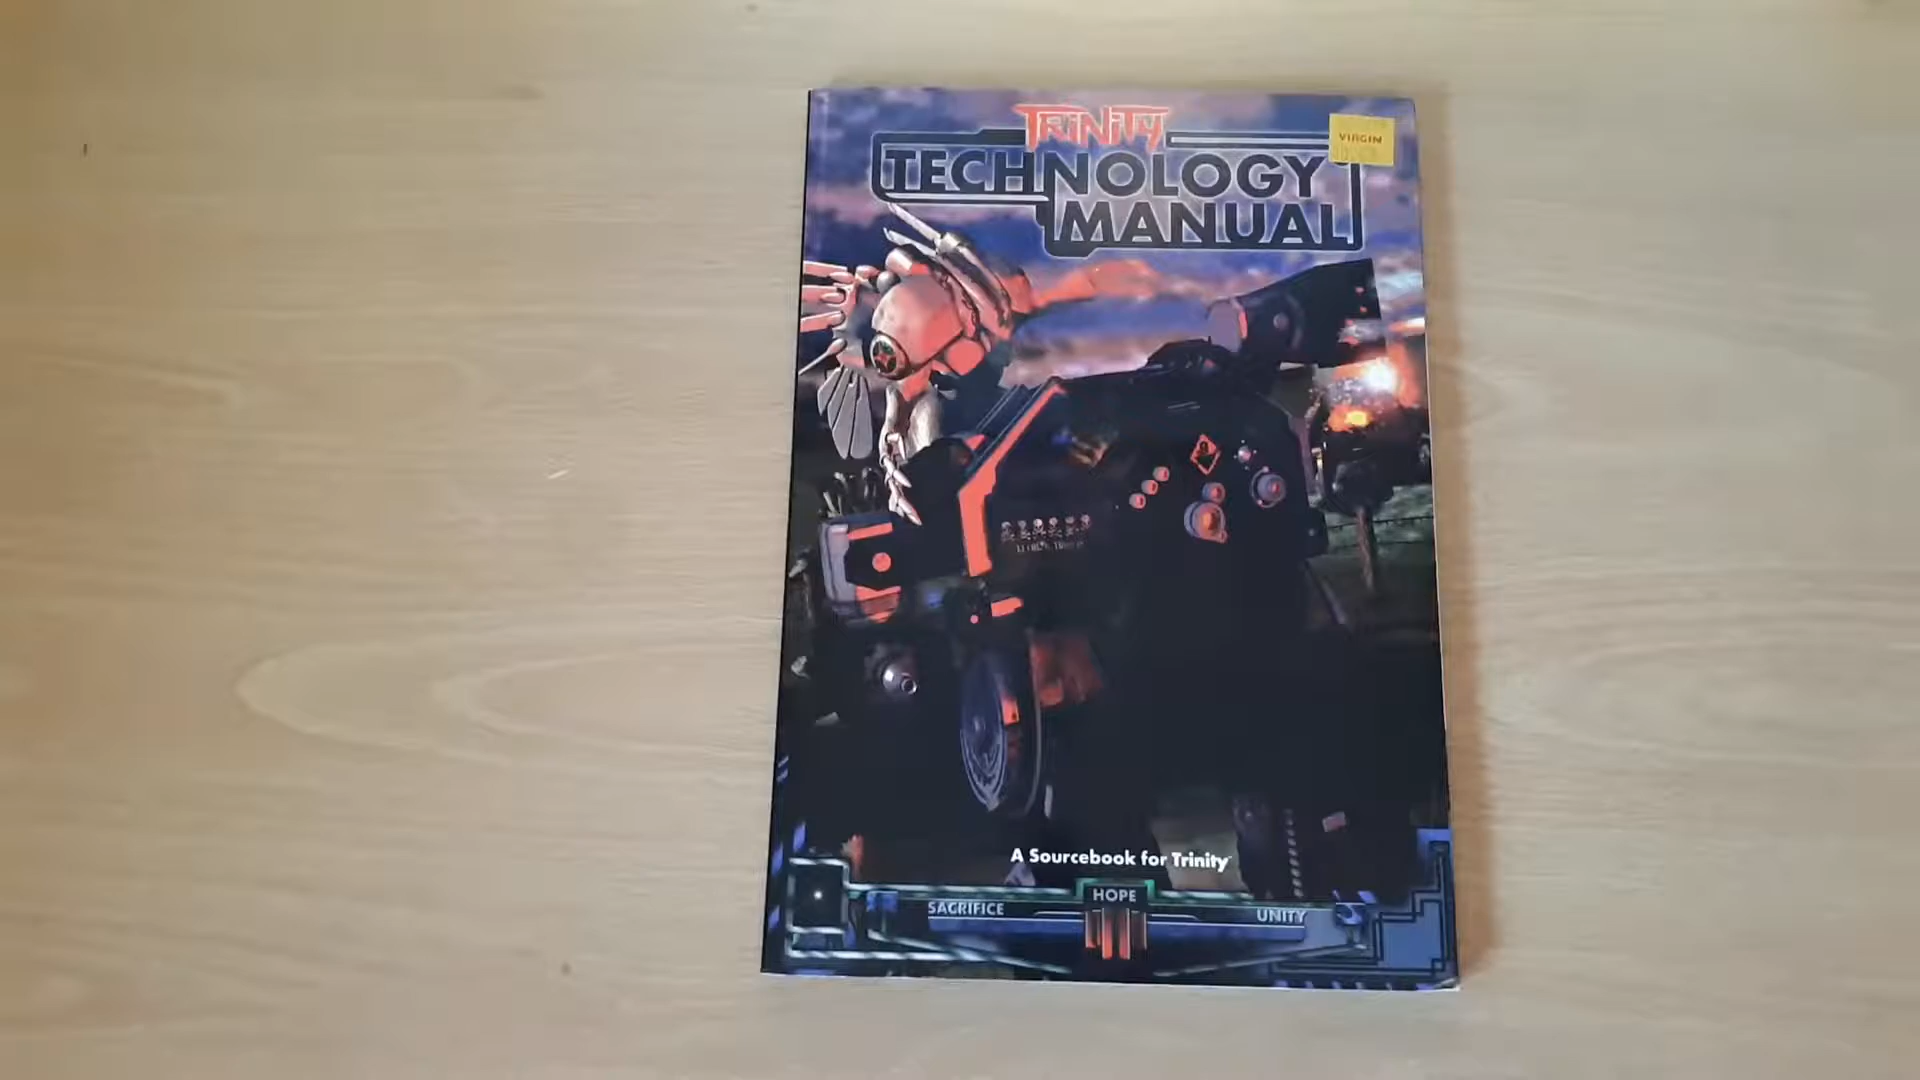 TRiNiTY
TECHNOLOGY
MANUAL
VIRGIN
A Sourcebook for Trinity
HOPE
SACRIFICE
UNITY